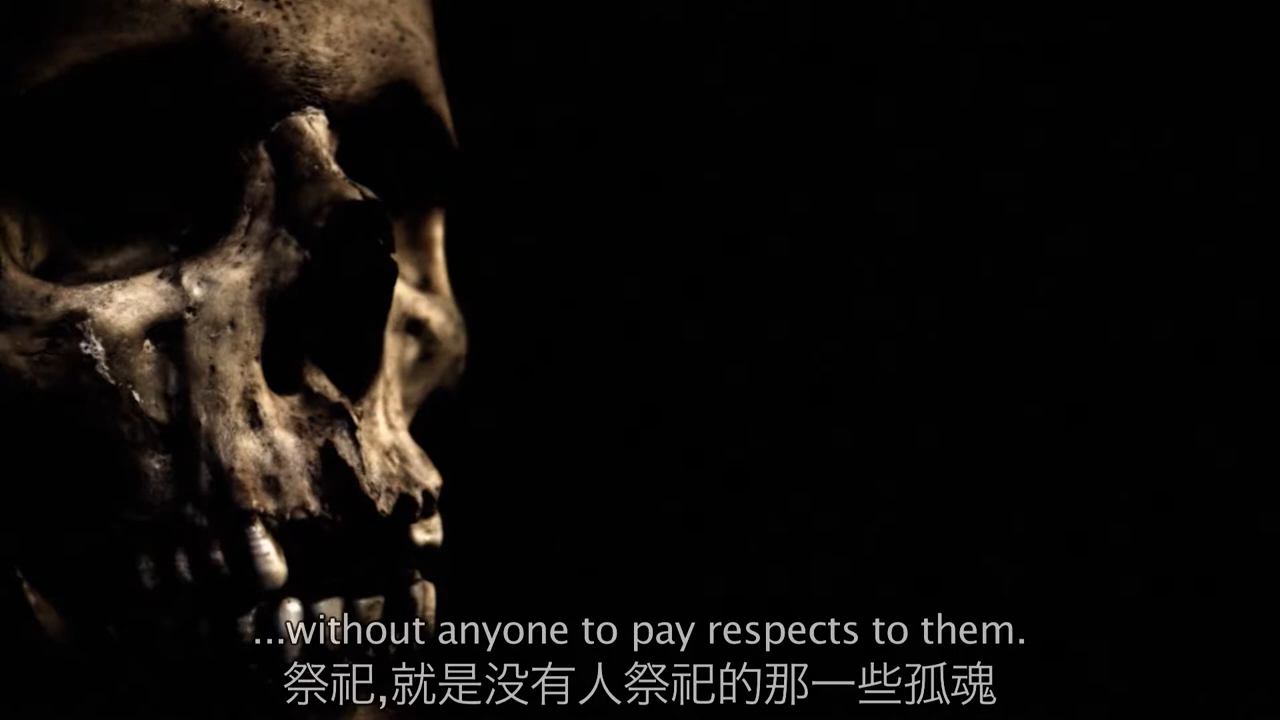 ...without anyone to pay respects to them.
祭祀,就是没有人祭祀的那一些孤魂